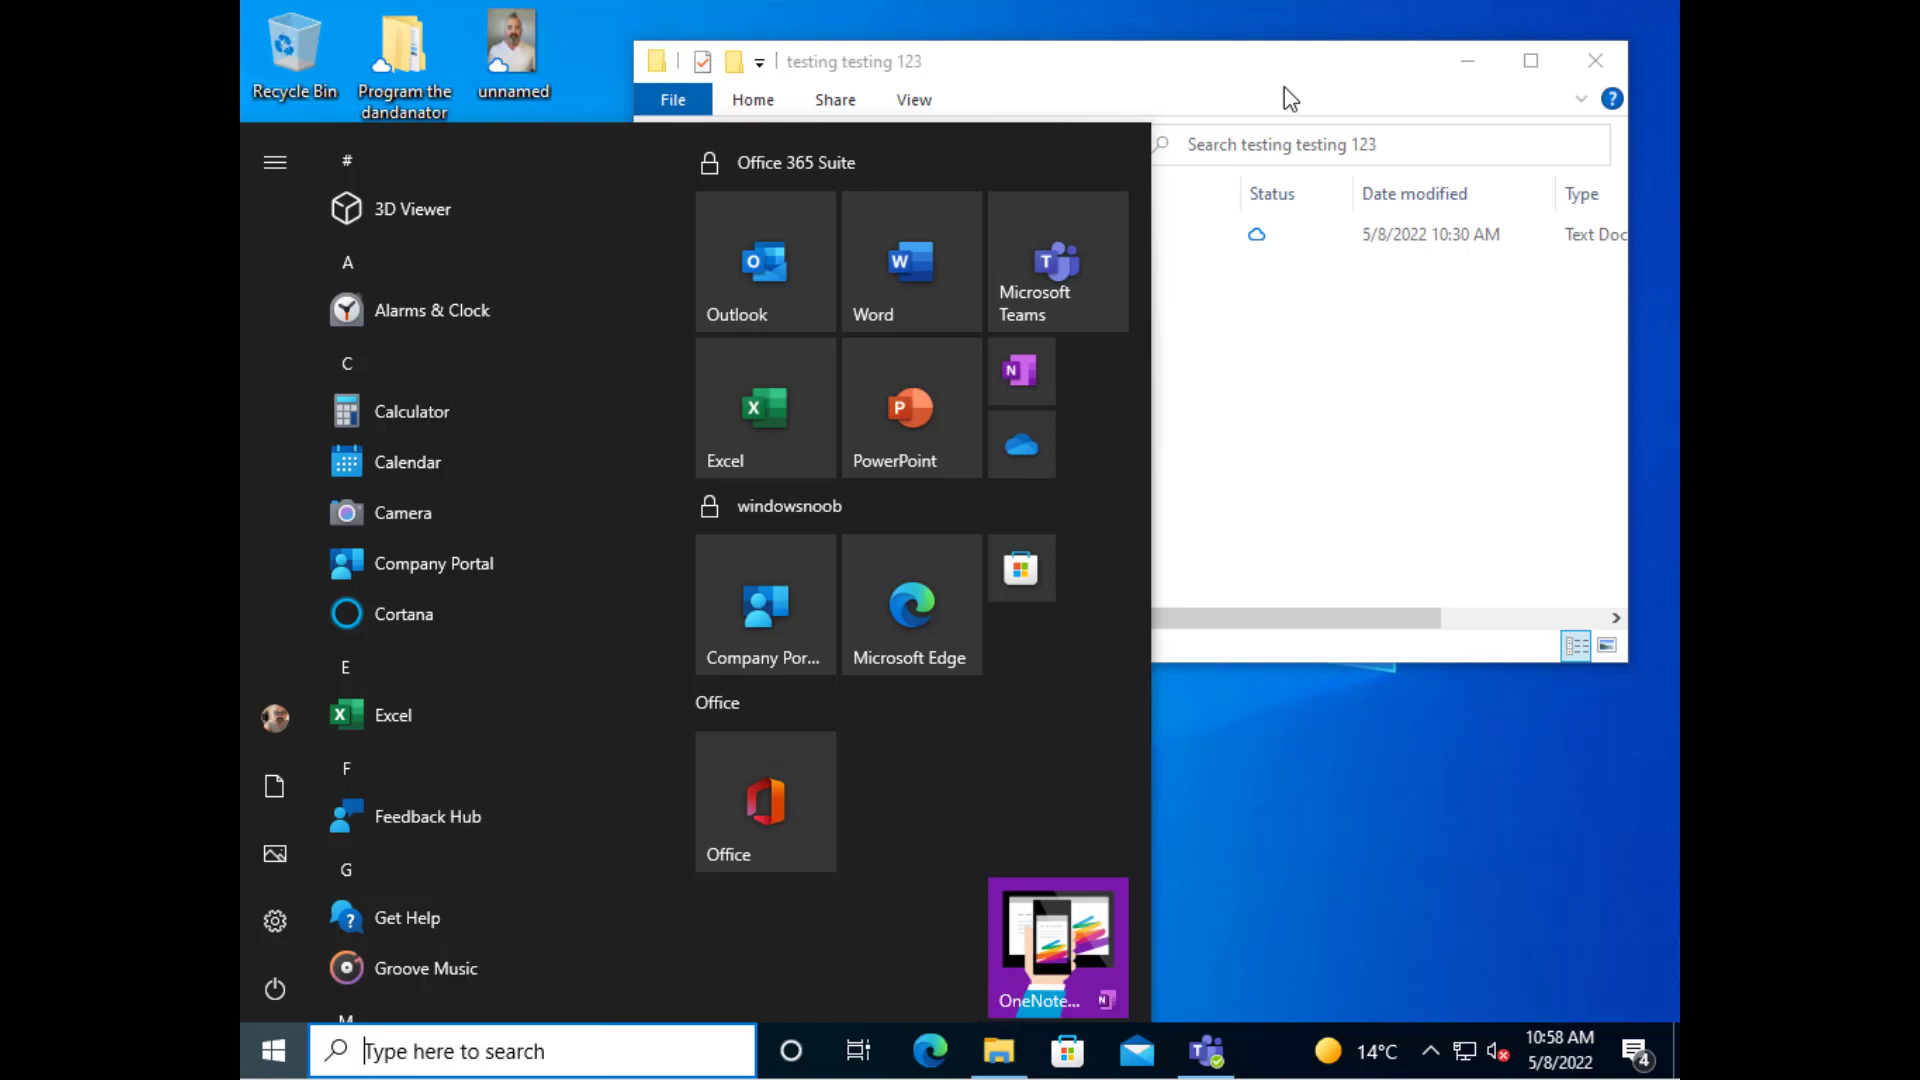 Recycle Bin
Program the
dandanator
unnamed
testing testing 123
File
Home
Share
View
?
Search testing testing 123
Status
Date modified
Type
5/8/2022 10:30 AM
Text Doc
#
3D Viewer
A
Alarms & Clock
C
Calculator
Calendar
Camera
Company Portal
Cortana
E
Excel
F
Feedback Hub
G
Get Help
Groove Music
M
Office 365 Suite
Outlook
Word
Microsoft
Teams
Excel
PowerPoint
windowsnoob
Company Por...
Microsoft Edge
Office
Office
OneNote...
Type here to search
14°C
10:58 AM
5/8/2022
4